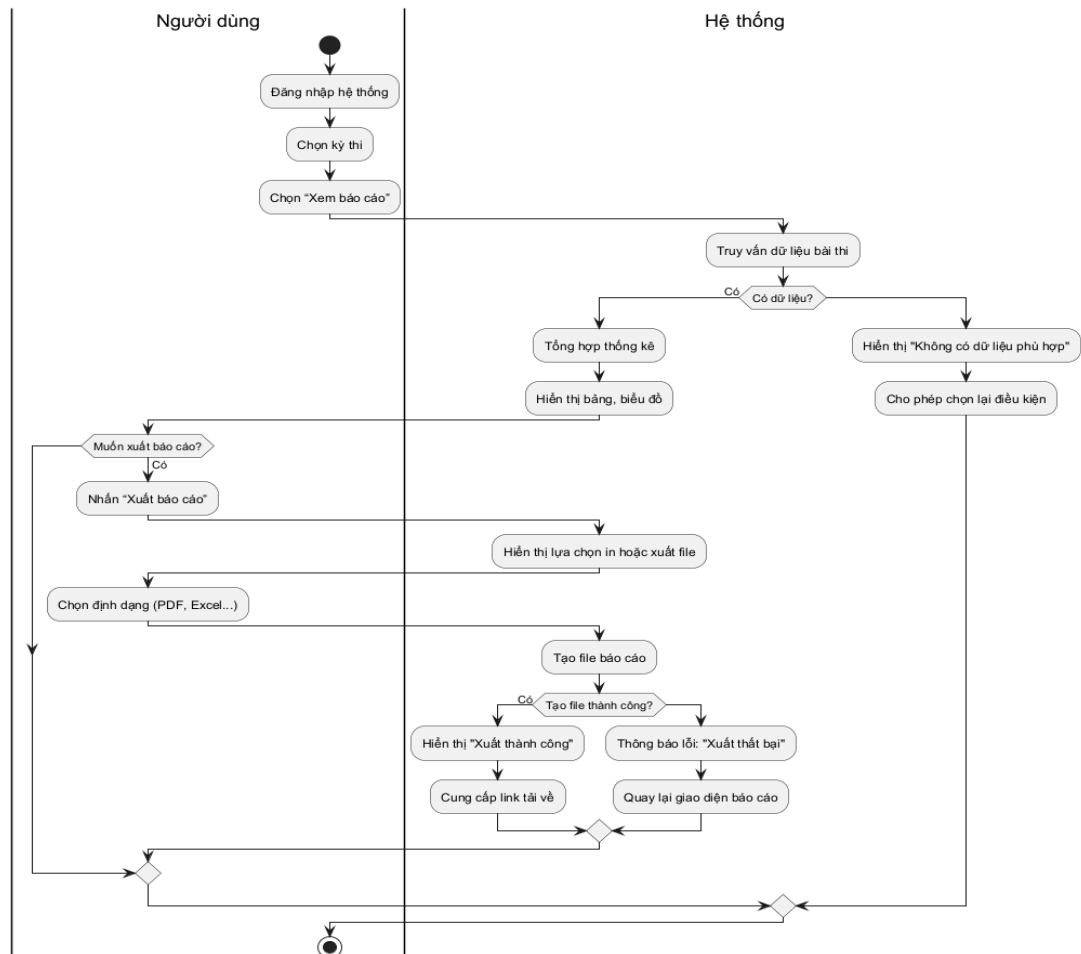 Người dùng
Hệ thống
Đăng nhập hệ thống
Chọn kỳ thi
Chọn “Xem báo cáo”
Truy vấn dữ liệu bài thi
Có
Có dữ liệu?
Tổng hợp thống kê
Hiển thị "Không có dữ liệu phù hợp"
Hiển thị bảng, biểu đồ
Cho phép chọn lại điều kiện
Muốn xuất báo cáo?
Có
Nhấn “Xuất báo cáo”
Hiển thị lựa chọn in hoặc xuất file
Chọn định dạng (PDF, Excel...)
Tạo file báo cáo
Có
Tạo file thành công?
Hiển thị "Xuất thành công"
Thông báo lỗi: "Xuất thất bại"
Cung cấp link tải về
Quay lại giao diện báo cáo